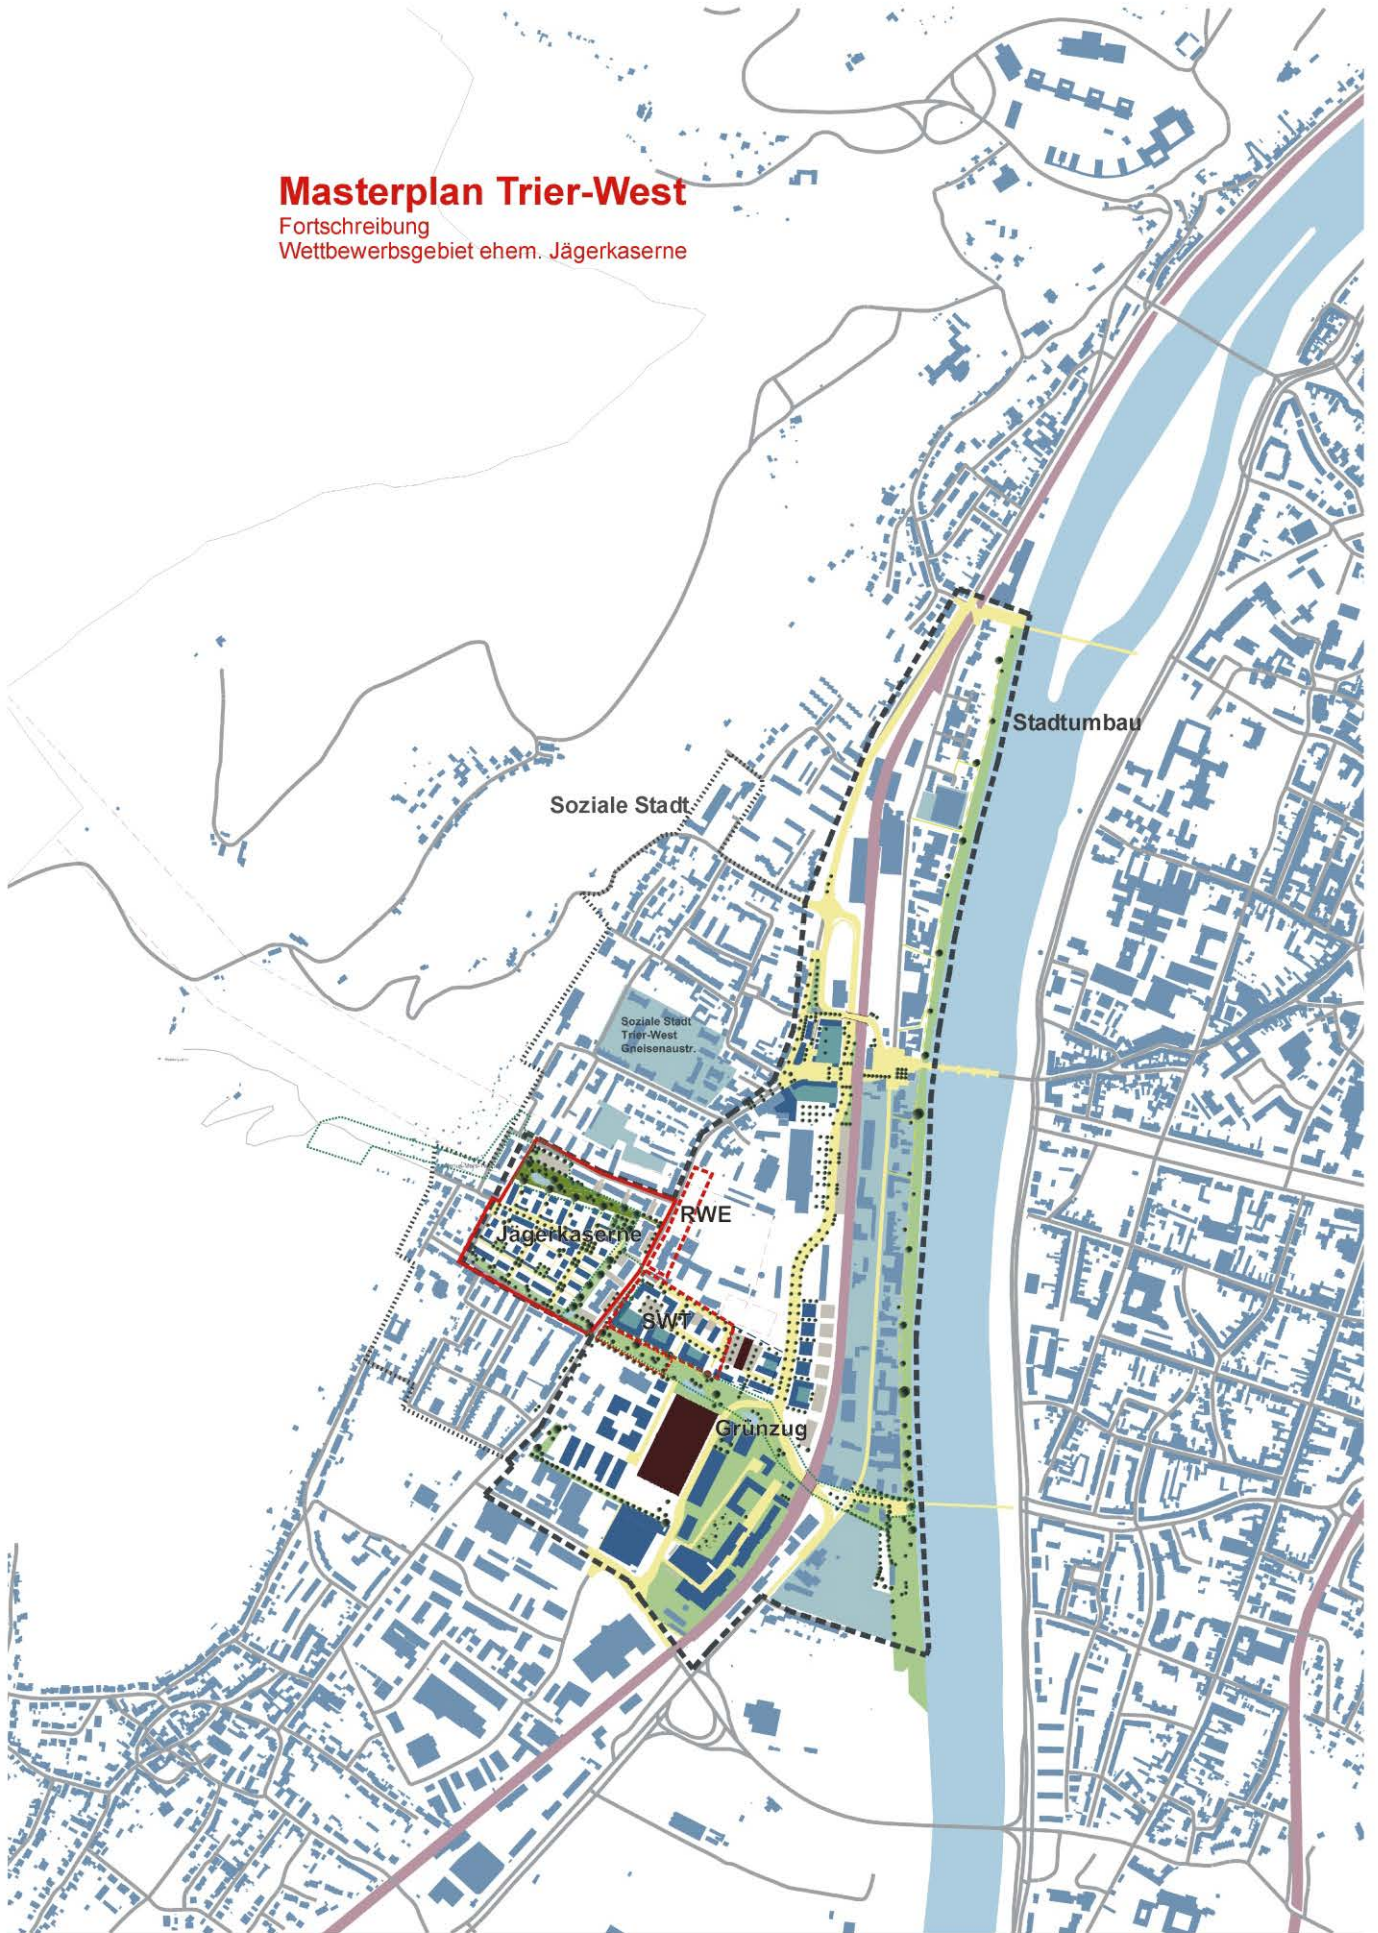 Masterplan Trier-West
Fortschreibung
Wettbewerbsgebiet ehem. Jägerkaserne
Stadtumbau
Soziale Stadt
Soziale Stadt
Trier-West
Gneisenaustr.
RWE
Jägerkaserne
SWT
Grünzug